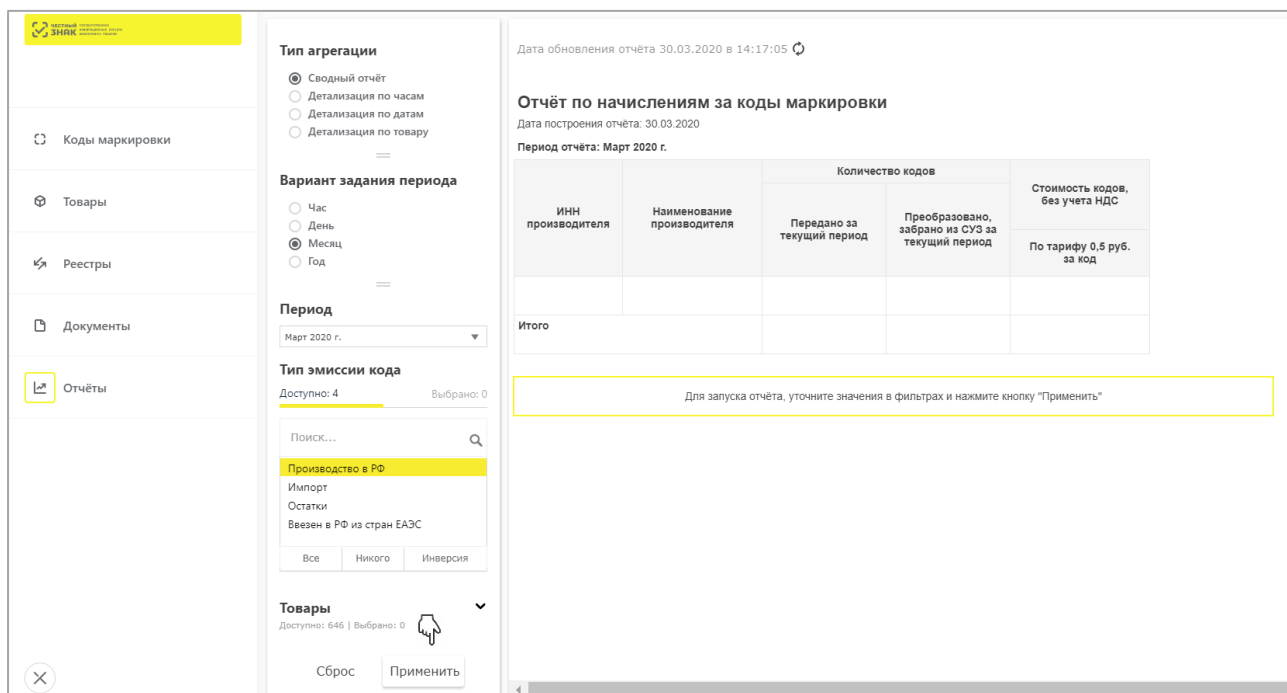 ЧЕСТНЫЙ
ЗНАК
Коды маркировки
Товары
Реестры
Документы
Отчёты
Тип агрегации
Сводный отчёт
Детализация по часам
Детализация по датам
Детализация по товару
Вариант задания периода
Час
День
Месяц
Год
Период
Март 2020 г.
Тип эмиссии кода
Доступно: 4 Выбрано: 0
Поиск...
Производство в РФ
Импорт
Остатки
Ввезен в РФ из стран ЕАЭС
Все Никого Инверсия
Товары
Доступно: 646 | Выбрано: 0
Сброс Применить
Дата обновления отчёта 30.03.2020 в 14:17:05
Отчёт по начислениям за коды маркировки
Дата построения отчёта: 30.03.2020
Период отчёта: Март 2020 г.
ИНН
производителя
Наименование
производителя
Количество кодов
Передано за
текущий период
Преобразовано,
забрано из СУЗ за
текущий период
Стоимость кодов,
без учета НДС
По тарифу 0,5 руб.
за код
Итого
Для запуска отчёта, уточните значения в фильтрах и нажмите кнопку "Применить"